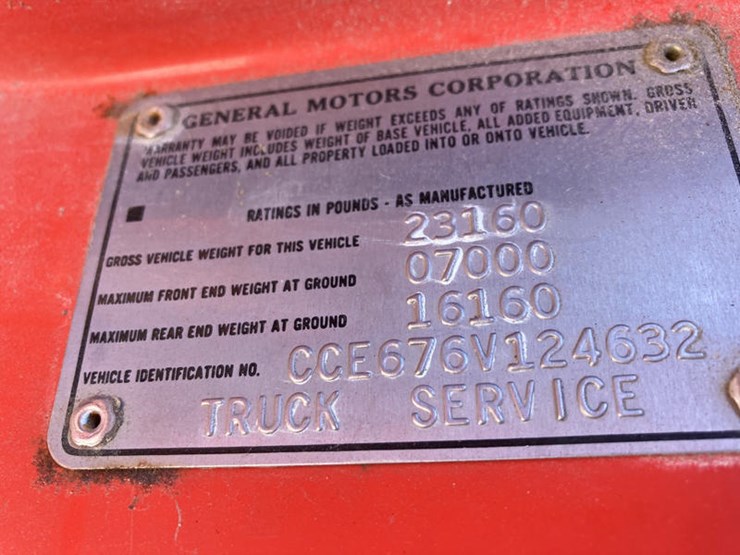 GENERAL MOTORS CORPORATION
WARRANTY MAY BE VOIDED IF WEIGHT EXCEEDS ANY OF RATINGS SHOWN. GROSS
VEHICLE WEIGHT INCLUDES WEIGHT OF BASE VEHICLE, ALL ADDED EQUIPMENT, DRIVER
AND PASSENGERS, AND ALL PROPERTY LOADED INTO OR ONTO VEHICLE.
RATINGS IN POUNDS - AS MANUFACTURED
GROSS VEHICLE WEIGHT FOR THIS VEHICLE 23160
MAXIMUM FRONT END WEIGHT AT GROUND 07000
MAXIMUM REAR END WEIGHT AT GROUND 16160
VEHICLE IDENTIFICATION NO. CCE676V124632
TRUCK SERVICE